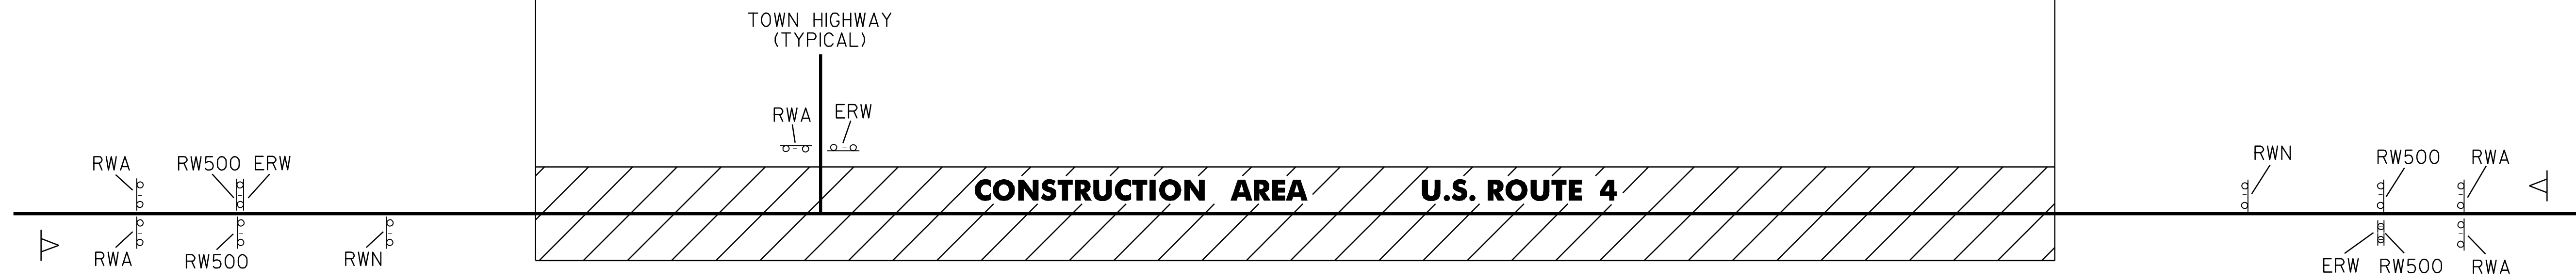 TOWN HIGHWAY
(TYPICAL)
RWA ERW
RWA RW500 ERW
RWN RW500 RWA
CONSTRUCTION AREA U.S. ROUTE 4
RWA RW500 RWN
ERW RW500 RWA